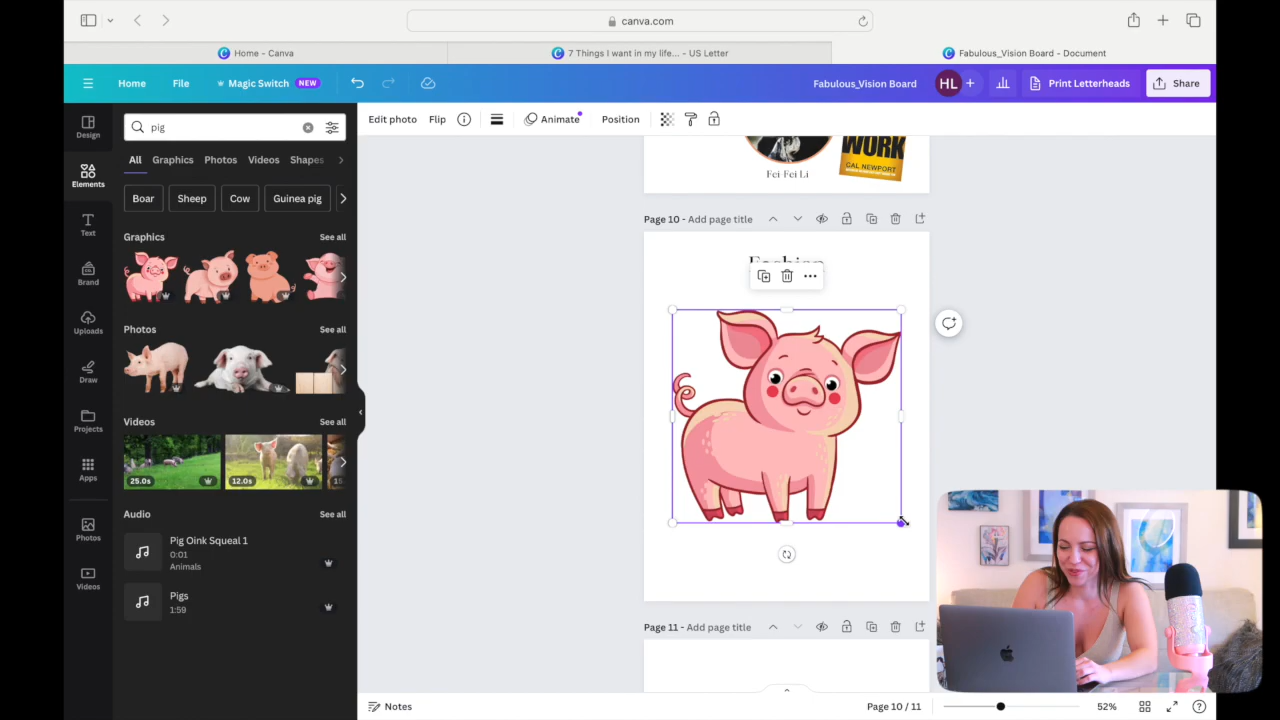 canva.com
Home - Canva
7 Things I want in my life... - US Letter
Fabulous_Vision Board - Document
Home
File
Magic Switch
NEW
Fabulous_Vision Board
HL
Print Letterheads
Share
Design
Elements
Text
Brand
Uploads
Draw
Projects
Apps
Photos
Videos
pig
All
Graphics
Photos
Videos
Shapes
Boar
Sheep
Cow
Guinea pig
Graphics
See all
Photos
See all
Videos
See all
25.0s
12.0s
Audio
See all
Pig Oink Squeal 1
0:01
Animals
Pigs
1:59
Edit photo
Flip
Animate
Position
Fei Fei Li
WORK
CAL NEWPORT
Page 10 - Add page title
Fashion
Page 11 - Add page title
Notes
Page 10 / 11
52%